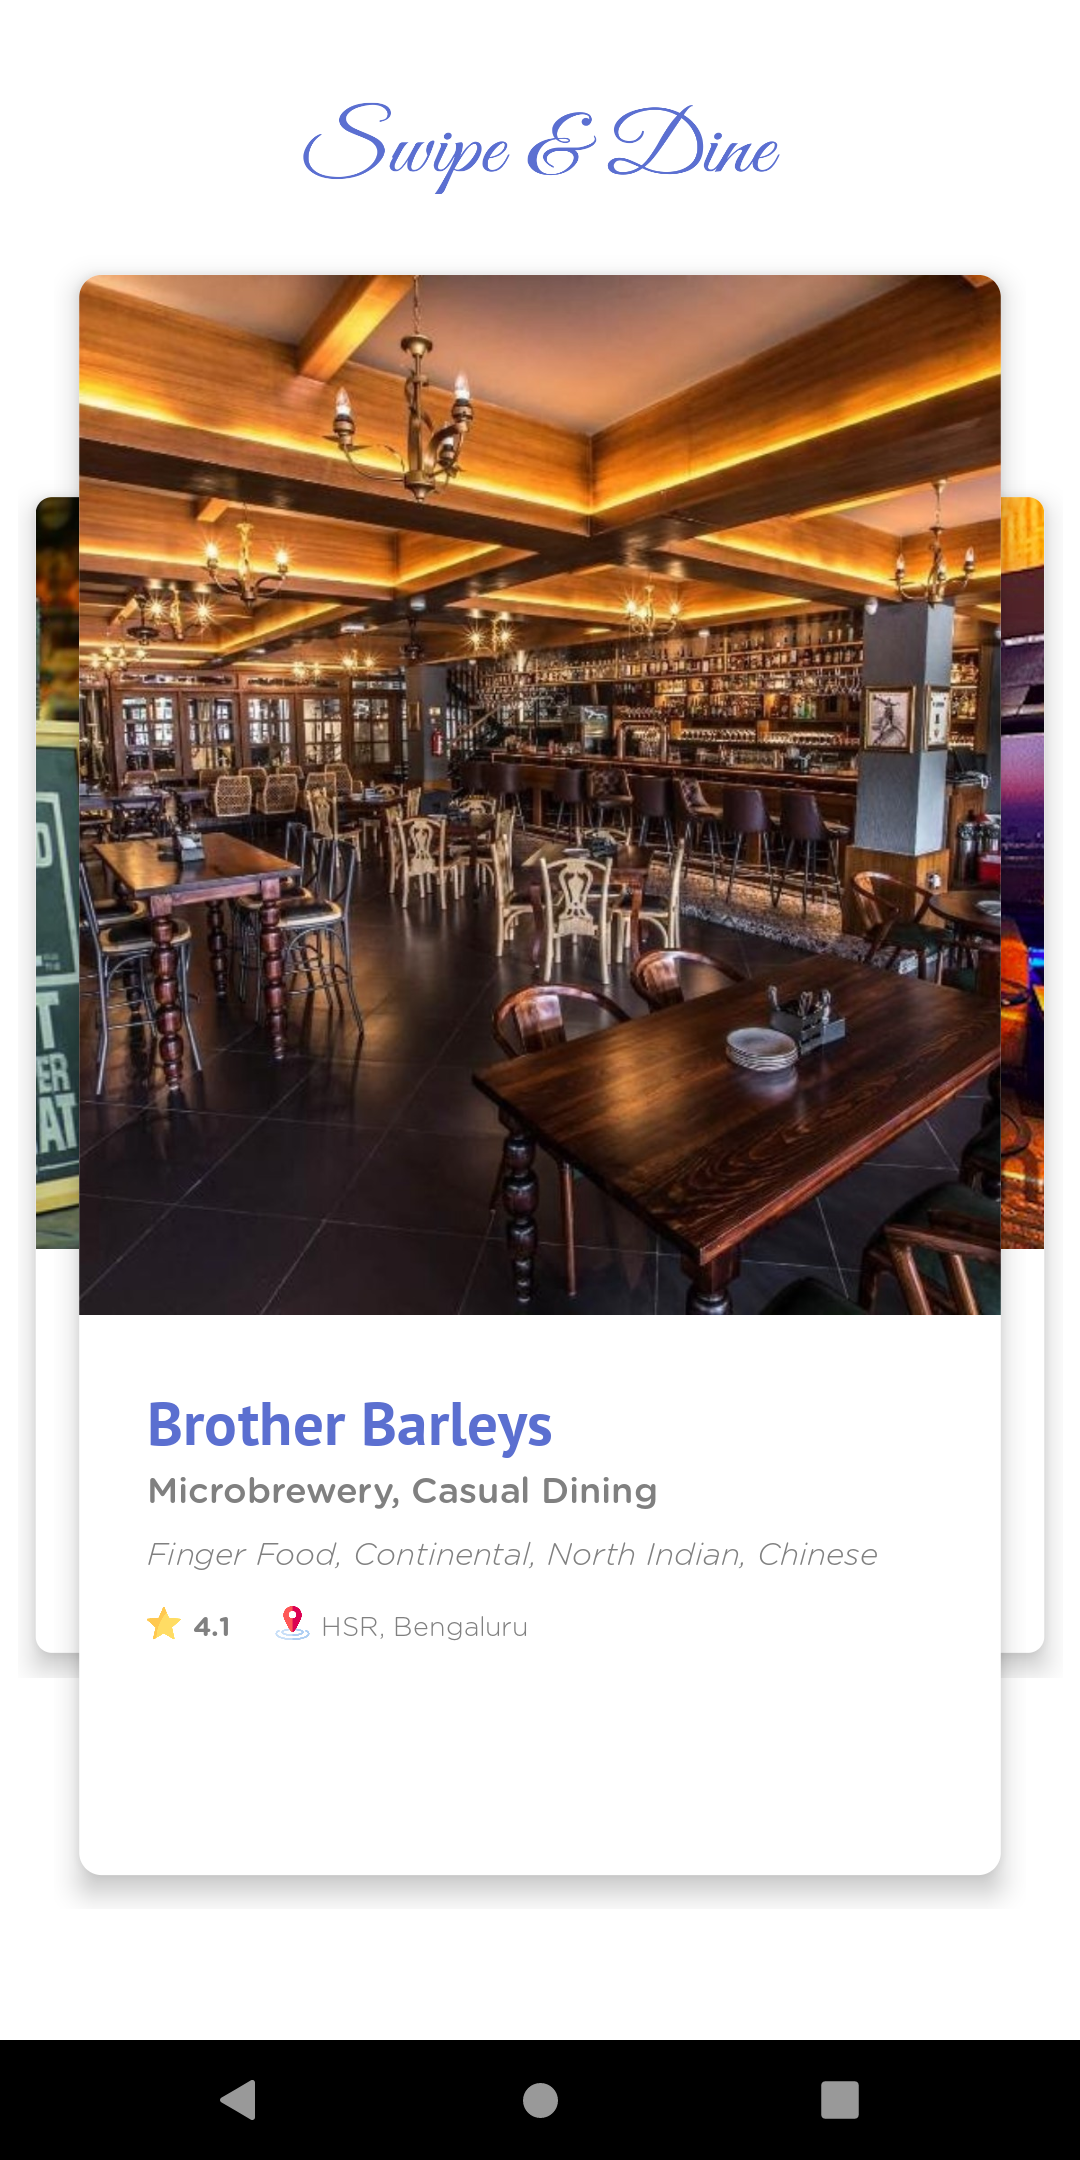 Swipe & Dine
Brother Barleys
Microbrewery, Casual Dining
Finger Food, Continental, North Indian, Chinese
4.1
HSR, Bengaluru